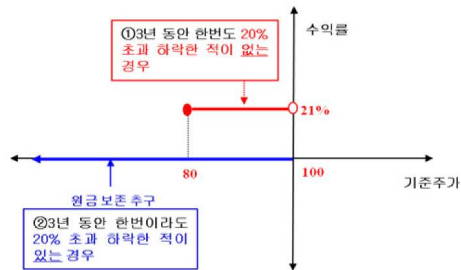 수익률
①3년 동안 한번도 20%
초과 하락한 적이 없는
경우
21%
80
100
기준주가
원금 보존 추구
②3년 동안 한번이라도
20% 초과 하락한 적이
있는 경우